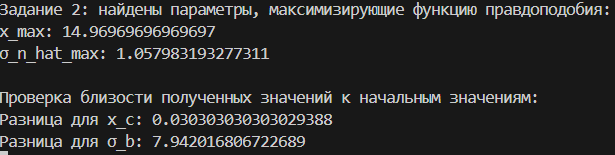 Задание 2: найдены параметры, максимизирующие функцию правдоподобия:
x_max: 14.96969696969697
σ_n_hat_max: 1.057983193277311
Проверка близости полученных значений к начальным значениям:
Разница для x_c: 0.030303030303029388
Разница для σ_b: 7.942016806722689